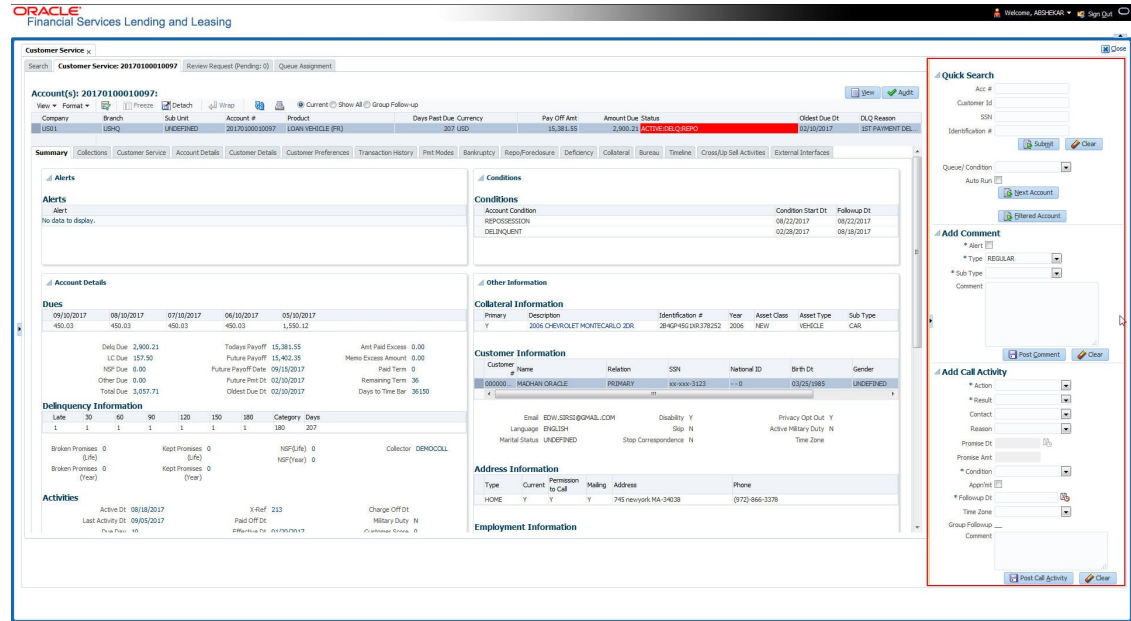 ORACLE
Financial Services Lending and Leasing
Welcome, ABSHEKAR Sign Out
Customer Service x
Close
Search Customer Service: 20170100010097 Review Request (Pending: 0) Queue Assignment
Account(s): 20170100010097:
View Audit
View Format Freeze Detach Wrap Current Show All Group Follow-up
Company Branch Sub Unit Account # Product Days Past Due Currency Pay Off Amt Amount Due Status Oldest Due Dt DLQ Reason
US01 USHQ UNDEFINED 20170100010097 LOAN VEHICLE (FR) 207 USD 15,381.55 2,900.21 ACTIVE:DELQ:REPO 02/10/2017 1ST PAYMENT DEL...
Summary Collections Customer Service Account Details Customer Details Customer Preferences Transaction History Pmt Modes Bankruptcy Repo/Foreclosure Deficiency Collateral Bureau Timeline Cross/Up Sell Activities External Interfaces
Alerts
Alerts
Alert
No data to display.
Conditions
Conditions
Account Condition Condition Start Dt Followup Dt
REPOSSESSION 08/22/2017 08/22/2017
DELINQUENT 02/28/2017 08/18/2017
Account Details
Dues
09/10/2017 08/10/2017 07/10/2017 06/10/2017 05/10/2017
450.03 450.03 450.03 450.03 1,550.12
Delq Due 2,900.21 Todays Payoff 15,381.55 Amt Paid Excess 0.00
LC Due 157.50 Future Payoff 15,402.35 Memo Excess Amount 0.00
NSF Due 0.00 Future Payoff Date 09/15/2017 Paid Term 0
Other Due 0.00 Future Pmt Dt 02/10/2017 Remaining Term 36
Total Due 3,057.71 Oldest Due Dt 02/10/2017 Days to Time Bar 36150
Delinquency Information
Late 30 60 90 120 150 180 Category Days
1 1 1 1 1 1 1 180 207
Broken Promises (Life) 0 Kept Promises (Life) 0 NSF(Life) 0 Collector DEMOCOLL
Broken Promises (Year) 0 Kept Promises (Year) 0 NSF(Year) 0
Activities
Active Dt 08/18/2017 X-Ref 213 Charge Off Dt
Last Activity Dt 09/05/2017 Paid Off Dt Military Duty N
Due Day 10 Effective Dt 01/20/2017 Customer Score 0
Other Information
Collateral Information
Primary Description Identification # Year Asset Class Asset Type Sub Type
Y 2006 CHEVROLET MONTECARLO 2DR 2B4GP45G1XR378252 2006 NEW VEHICLE CAR
Customer Information
Customer # Name Relation SSN National ID Birth Dt Gender
000000... MADHAN ORACLE PRIMARY xx-xxx-3123 --0 03/25/1985 UNDEFINED
Email EDW.SIRSI@GMAIL.COM Disability Y Privacy Opt Out Y
Language ENGLISH Skip N Active Military Duty N
Marital Status UNDEFINED Stop Correspondence N Time Zone
Address Information
Type Current Permission to Call Mailing Address Phone
HOME Y Y Y 745 newyork MA-34038 (972)-866-3378
Employment Information
Quick Search
Acc #
Customer Id
SSN
Identification #
Submit Clear
Queue/ Condition
Auto Run
Next Account
Filtered Account
Add Comment
* Alert
* Type REGULAR
* Sub Type
Comment
Post Comment Clear
Add Call Activity
* Action
* Result
Contact
Reason
Promise Dt
Promise Amt
* Condition
Appn'mt
* Followup Dt
Time Zone
Group Followup
Comment
Post Call Activity Clear